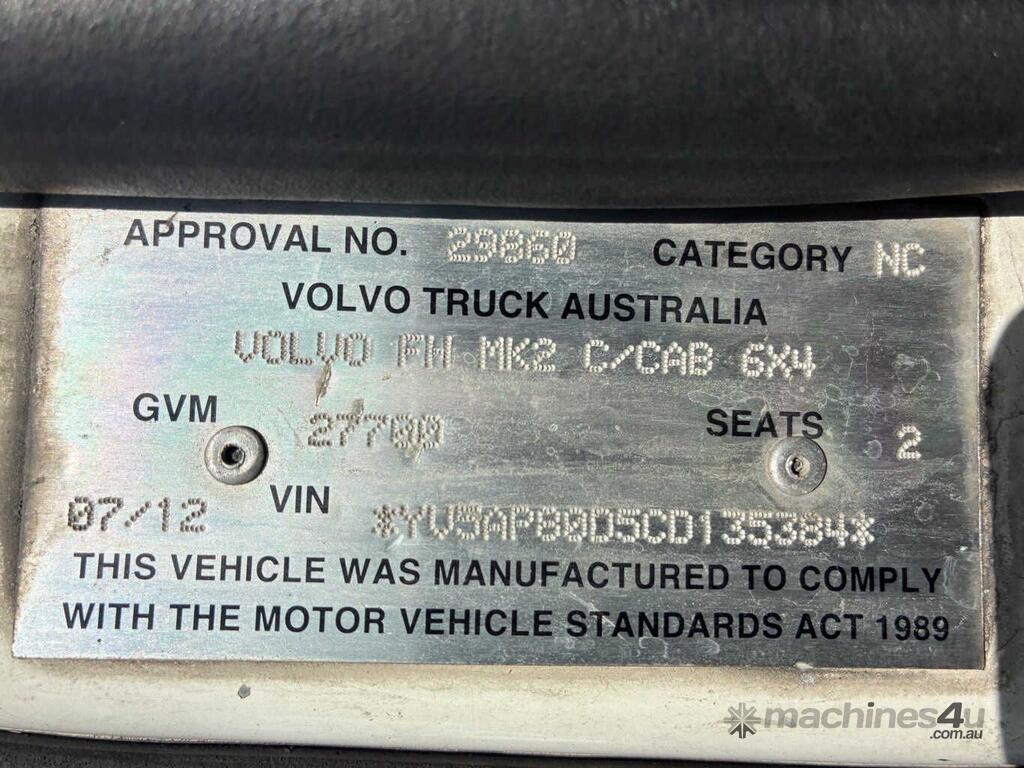 APPROVAL NO. 29860 CATEGORY NC
VOLVO TRUCK AUSTRALIA
VOLVO FH MK2 C/CAB 6X4
GVM 27700 SEATS 2
07/12 VIN *YV5AP80D5CD135384*
THIS VEHICLE WAS MANUFACTURED TO COMPLY
WITH THE MOTOR VEHICLE STANDARDS ACT 1989
machines4u
.com.au